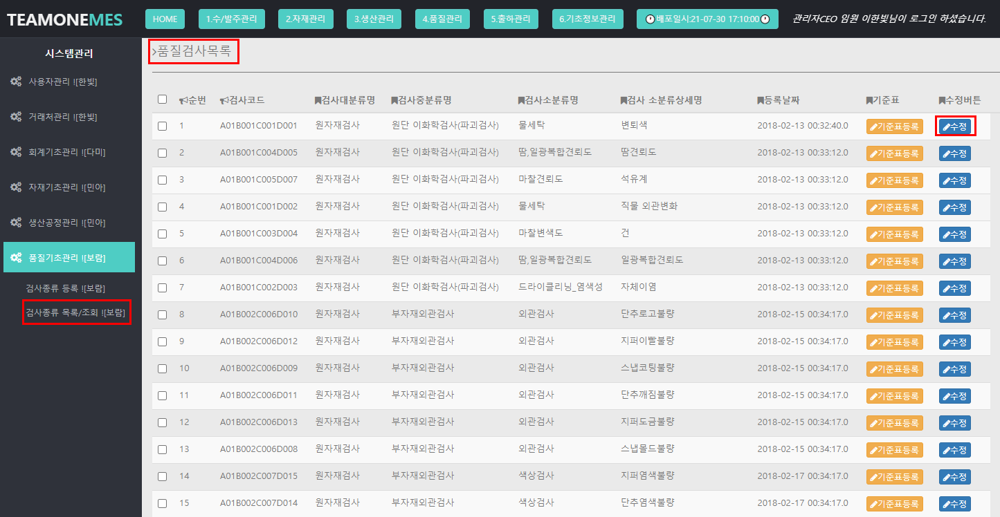 TEAMONEMES HOME 1.수/발주관리 2.자재관리 3.생산관리 4.품질관리 5.출하관리 6.기초정보관리 배포일시:21-07-30 17:10:00 관리자CEO 임원 이한빛님이 로그인 하셨습니다.
시스템관리
사용자관리 ![한빛]
거래처관리 ![한빛]
회계기초관리 ![다미]
자재기초관리 ![민아]
생산공정관리 ![민아]
품질기초관리 ![보람]
검사종류 등록 ![보람]
검사종류 목록/조회 ![보람]
>품질검사목록
순번 검사코드 검사대분류명 검사중분류명 검사소분류명 검사 소분류상세명 등록날짜 기준표 수정버튼
1 A01B001C001D001 원자재검사 원단 이화학검사(파괴검사) 물세탁 변퇴색 2018-02-13 00:32:40.0 기준표등록 수정
2 A01B001C004D005 원자재검사 원단 이화학검사(파괴검사) 땀,일광복합견뢰도 땀견뢰도 2018-02-13 00:33:12.0 기준표등록 수정
3 A01B001C005D007 원자재검사 원단 이화학검사(파괴검사) 마찰견뢰도 석유계 2018-02-13 00:33:12.0 기준표등록 수정
4 A01B001C001D002 원자재검사 원단 이화학검사(파괴검사) 물세탁 직물 외관변화 2018-02-13 00:33:12.0 기준표등록 수정
5 A01B001C003D004 원자재검사 원단 이화학검사(파괴검사) 마찰변색도 건 2018-02-13 00:33:12.0 기준표등록 수정
6 A01B001C004D006 원자재검사 원단 이화학검사(파괴검사) 땀,일광복합견뢰도 일광복합견뢰도 2018-02-13 00:33:12.0 기준표등록 수정
7 A01B001C002D003 원자재검사 원단 이화학검사(파괴검사) 드라이클리닝_염색성 자체이염 2018-02-13 00:33:12.0 기준표등록 수정
8 A01B002C006D010 원자재검사 부자재외관검사 외관검사 단추로고불량 2018-02-15 00:34:17.0 기준표등록 수정
9 A01B002C006D012 원자재검사 부자재외관검사 외관검사 지퍼이빨불량 2018-02-15 00:34:17.0 기준표등록 수정
10 A01B002C006D009 원자재검사 부자재외관검사 외관검사 스냅코팅불량 2018-02-15 00:34:17.0 기준표등록 수정
11 A01B002C006D011 원자재검사 부자재외관검사 외관검사 단추깨짐불량 2018-02-15 00:34:17.0 기준표등록 수정
12 A01B002C006D013 원자재검사 부자재외관검사 외관검사 지퍼도금불량 2018-02-15 00:34:17.0 기준표등록 수정
13 A01B002C006D008 원자재검사 부자재외관검사 외관검사 스냅몰드불량 2018-02-15 00:34:17.0 기준표등록 수정
14 A01B002C007D015 원자재검사 부자재외관검사 색상검사 지퍼염색불량 2018-02-17 00:34:17.0 기준표등록 수정
15 A01B002C007D014 원자재검사 부자재외관검사 색상검사 단추염색불량 2018-02-17 00:34:17.0 기준표등록 수정